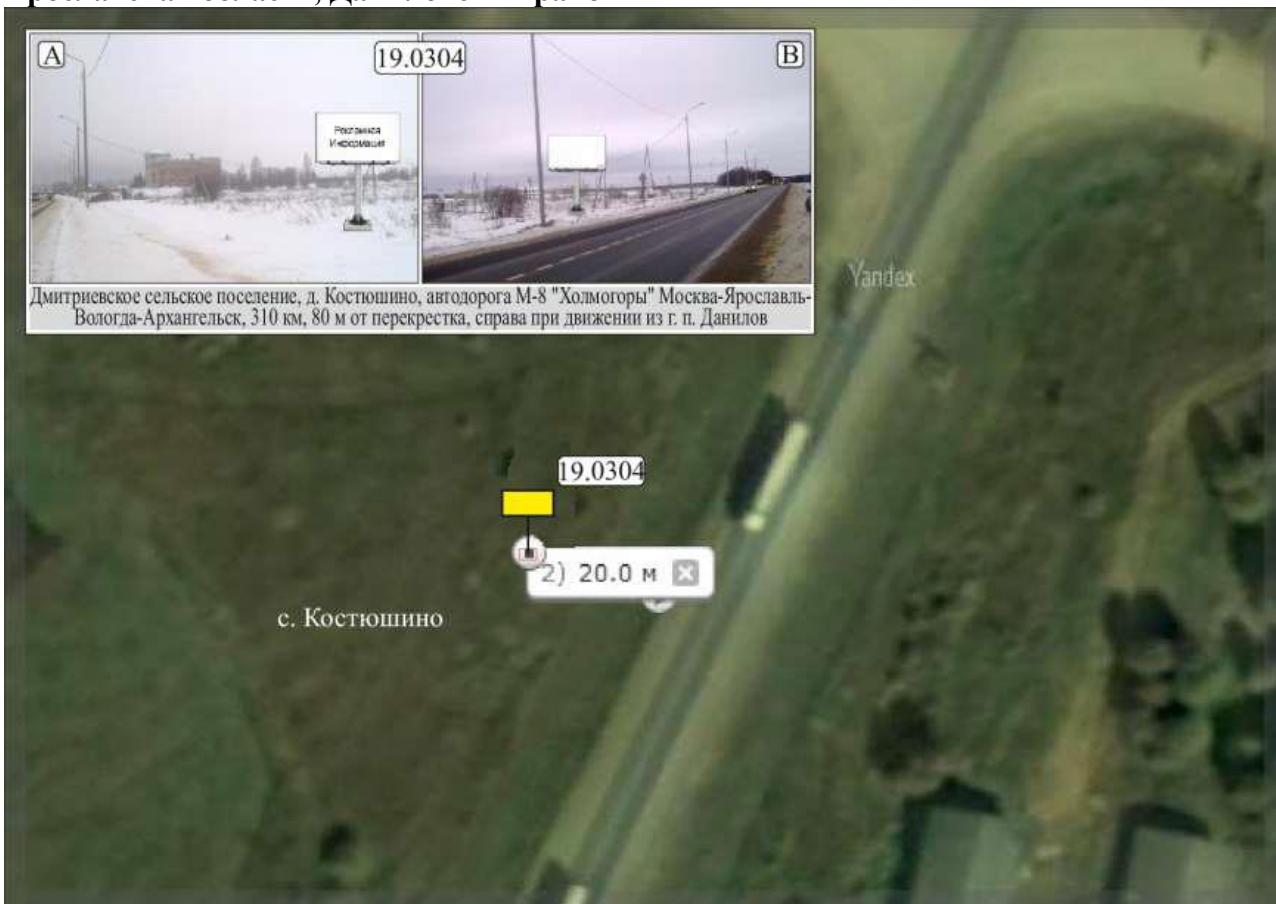 A
19.0304
B
Рекламная
Информация
Дмитриевское сельское поселение, д. Костюшино, автодорога М-8 "Холмогоры" Москва-Ярославль-
Вологда-Архангельск, 310 км, 80 м от перекрестка, справа при движении из г. п. Данилов
Yandex
19.0304
2) 20.0 м
с. Костюшино